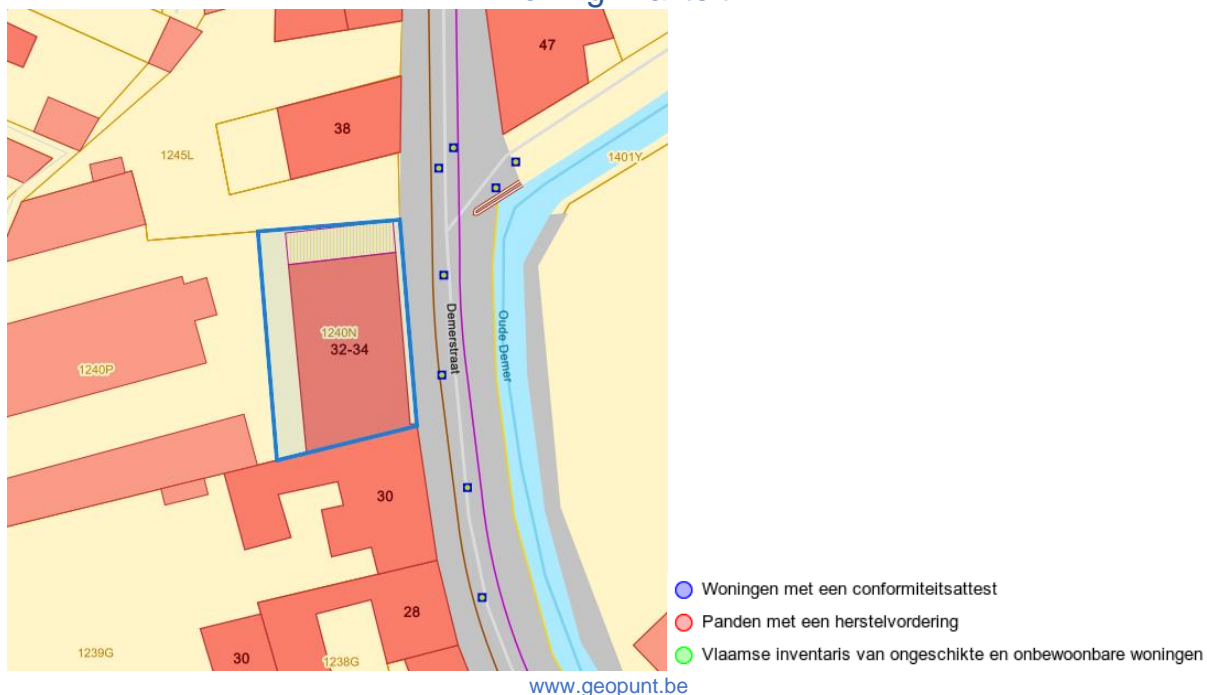 47
38
1245L
1401Y
1240N
32-34
Demerstraat
Oude Demer
1240P
30
28
1239G
30
1238G
Woningen met een conformiteitsattest
Panden met een herstelvordering
Vlaamse inventaris van ongeschikte en onbewoonbare woningen
www.geopunt.be